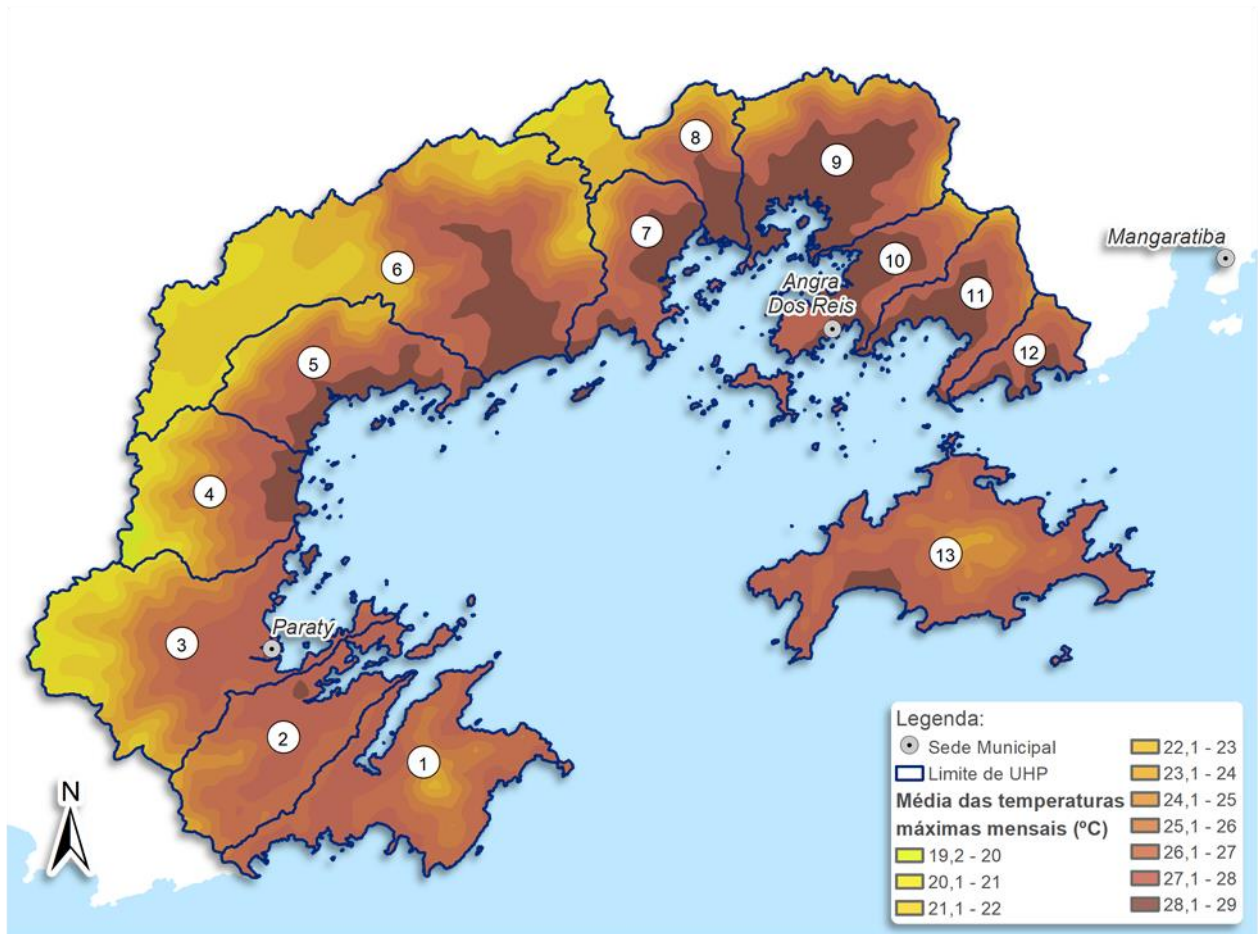 8
9
7
Mangaratiba
10
6
Angra
Dos Reis
11
12
5
4
13
3
Paratý
2
1
N
Legenda:
Sede Municipal
Limite de UHP
Média das temperaturas
máximas mensais (ºC)
19,2 - 20
20,1 - 21
21,1 - 22
22,1 - 23
23,1 - 24
24,1 - 25
25,1 - 26
26,1 - 27
27,1 - 28
28,1 - 29